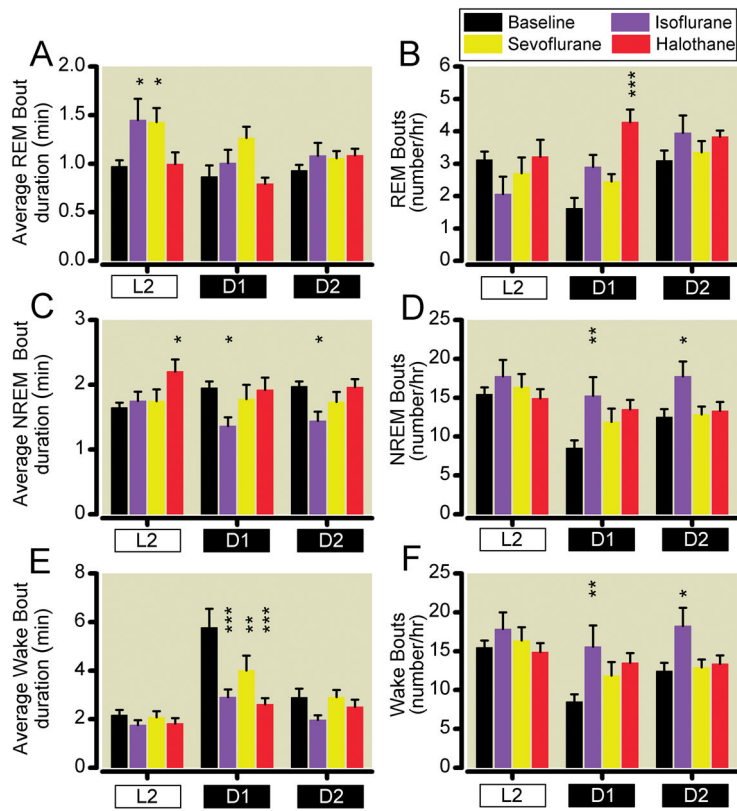 Baseline
Isoflurane
Sevoflurane
Halothane
A
Average REM Bout
duration (min)
2.0
1.5
1.0
0.5
0.0
*
*
L2
D1
D2
B
REM Bouts
(number/hr)
6
5
4
3
2
1
0
***
L2
D1
D2
C
Average NREM Bout
duration (min)
3
2
1
0
*
*
*
L2
D1
D2
D
NREM Bouts
(number/hr)
25
20
15
10
5
0
**
*
L2
D1
D2
E
Average Wake Bout
duration (min)
8
6
4
2
0
***
**
***
L2
D1
D2
F
Wake Bouts
(number/hr)
25
20
15
10
5
0
**
*
L2
D1
D2